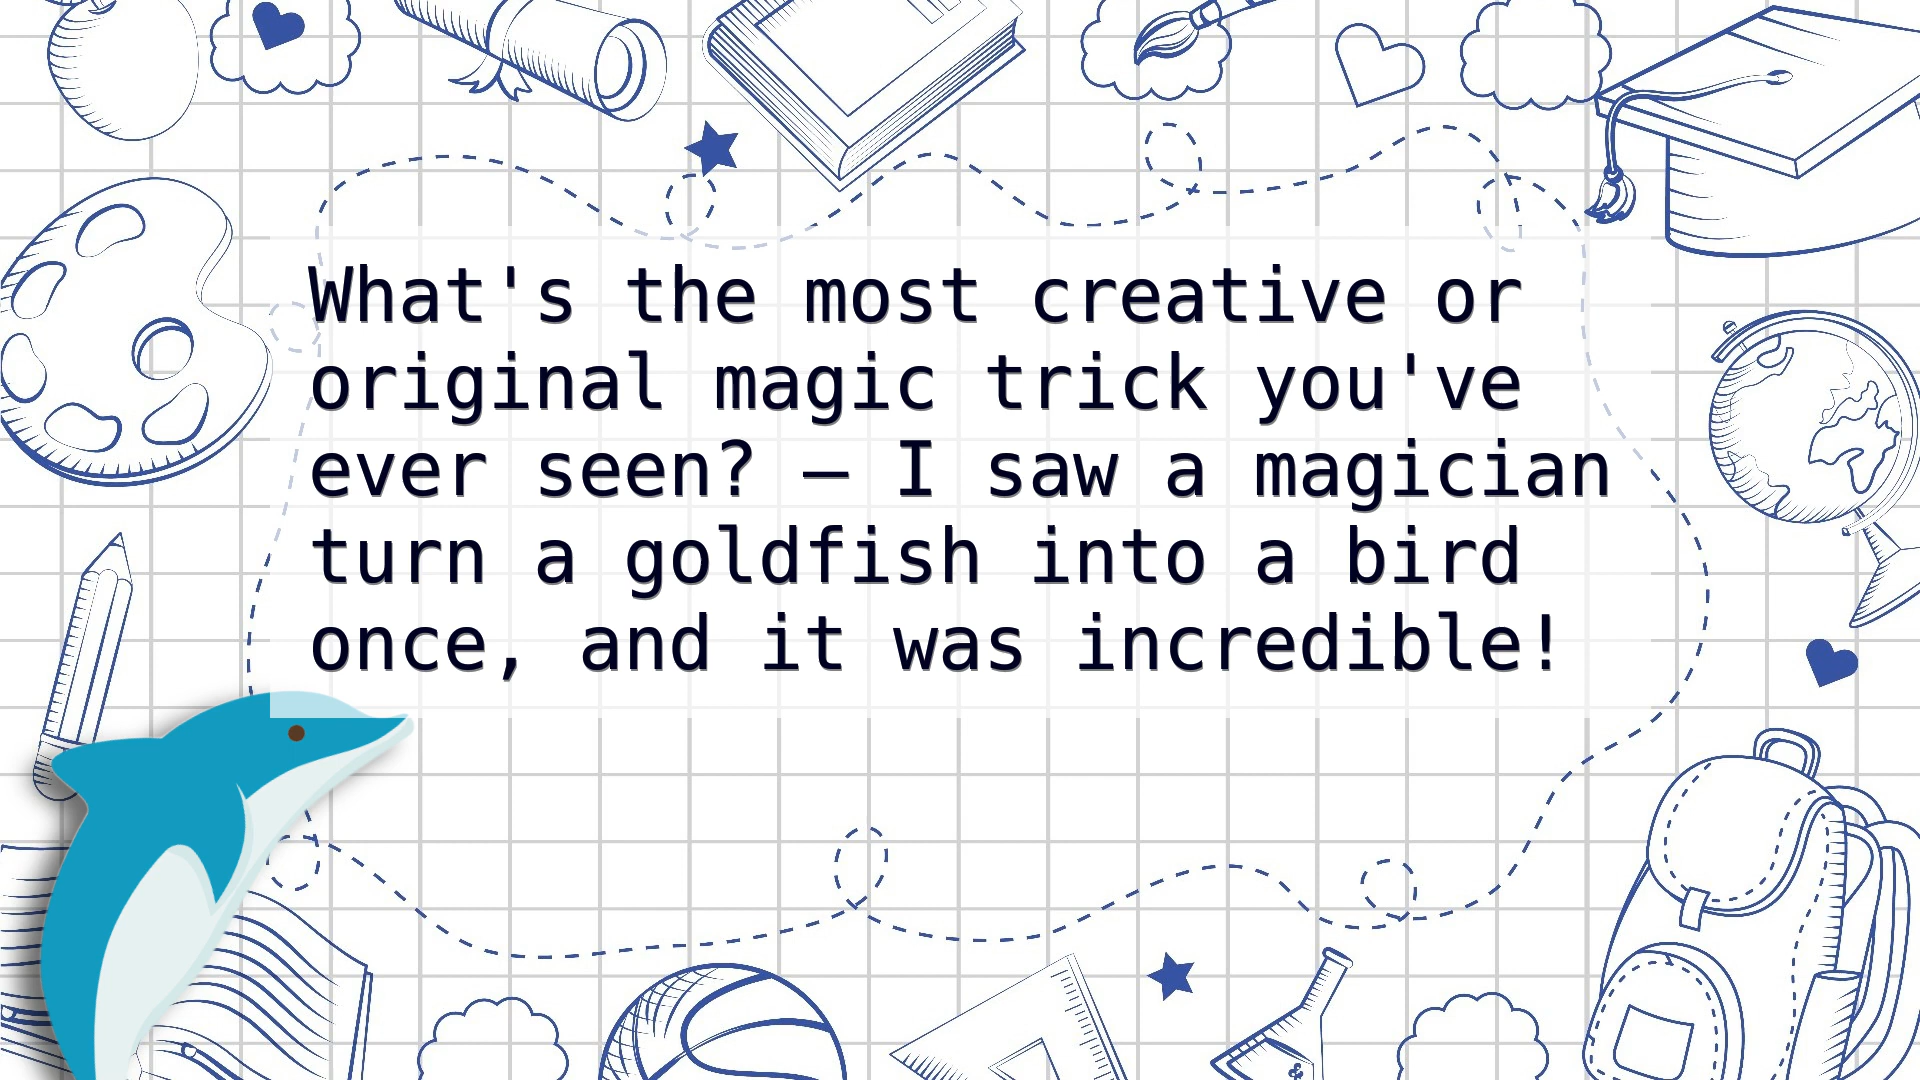 What's the most creative or
original magic trick you've
ever seen? – I saw a magician
turn a goldfish into a bird
once, and it was incredible!